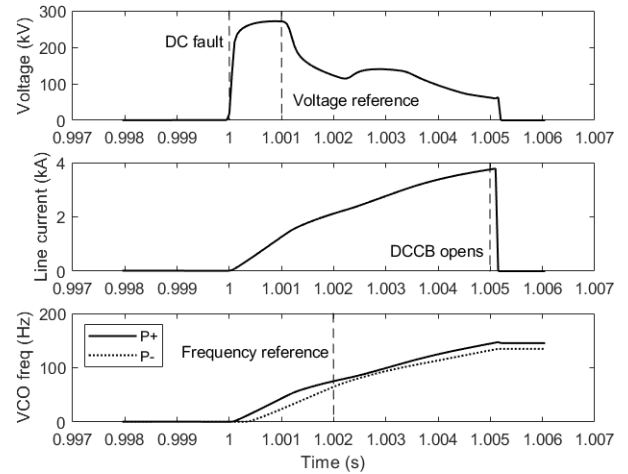 300
200
100
0
Voltage (kV)
DC fault
Voltage reference
0.997 0.998 0.999 1 1.001 1.002 1.003 1.004 1.005 1.006 1.007
4
2
0
Line current (kA)
DCCB opens
0.997 0.998 0.999 1 1.001 1.002 1.003 1.004 1.005 1.006 1.007
200
100
0
VCO freq (Hz)
P+
P-
Frequency reference
0.997 0.998 0.999 1 1.001 1.002 1.003 1.004 1.005 1.006 1.007
Time (s)